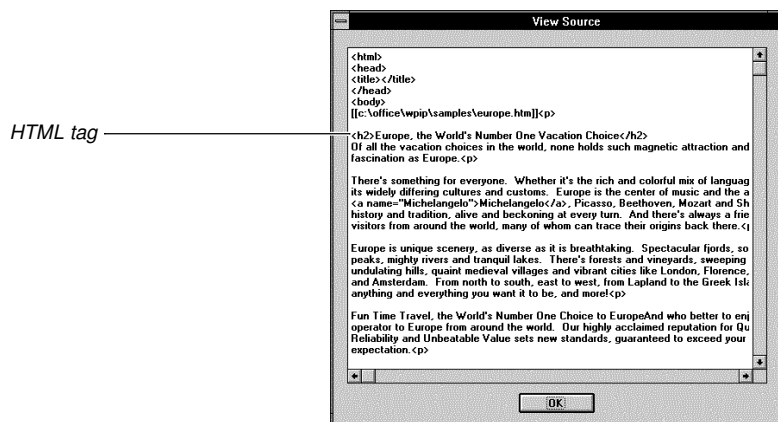 View Source
<html>
<head>
<title></title>
</head>
<body>
[[c:\office\wpip\samples\europe.htm]]<p>
HTML tag
<h2>Europe, the World's Number One Vacation Choice</h2>
Of all the vacation choices in the world, none holds such magnetic attraction and
fascination as Europe.<p>
There's something for everyone. Whether it's the rich and colorful mix of languag
its widely differing cultures and customs. Europe is the center of music and the a
<a name="Michelangelo">Michelangelo</a>, Picasso, Beethoven, Mozart and Sh
history and tradition, alive and beckoning at every turn. And there's always a frie
visitors from around the world, many of whom can trace their origins back there.<p
Europe is unique scenery, as diverse as it is breathtaking. Spectacular fjords, so
peaks, mighty rivers and tranquil lakes. There's forests and vineyards, sweeping
undulating hills, quaint medieval villages and vibrant cities like London, Florence,
and Amsterdam. From north to south, east to west, from Lapland to the Greek Isla
anything and everything you want it to be, and more!<p>
Fun Time Travel, the World's Number One Choice to EuropeAnd who better to enj
operator to Europe from around the world. Our highly acclaimed reputation for Qu
Reliability and Unbeatable Value sets new standards, guaranteed to exceed your
expectation.<p>
OK